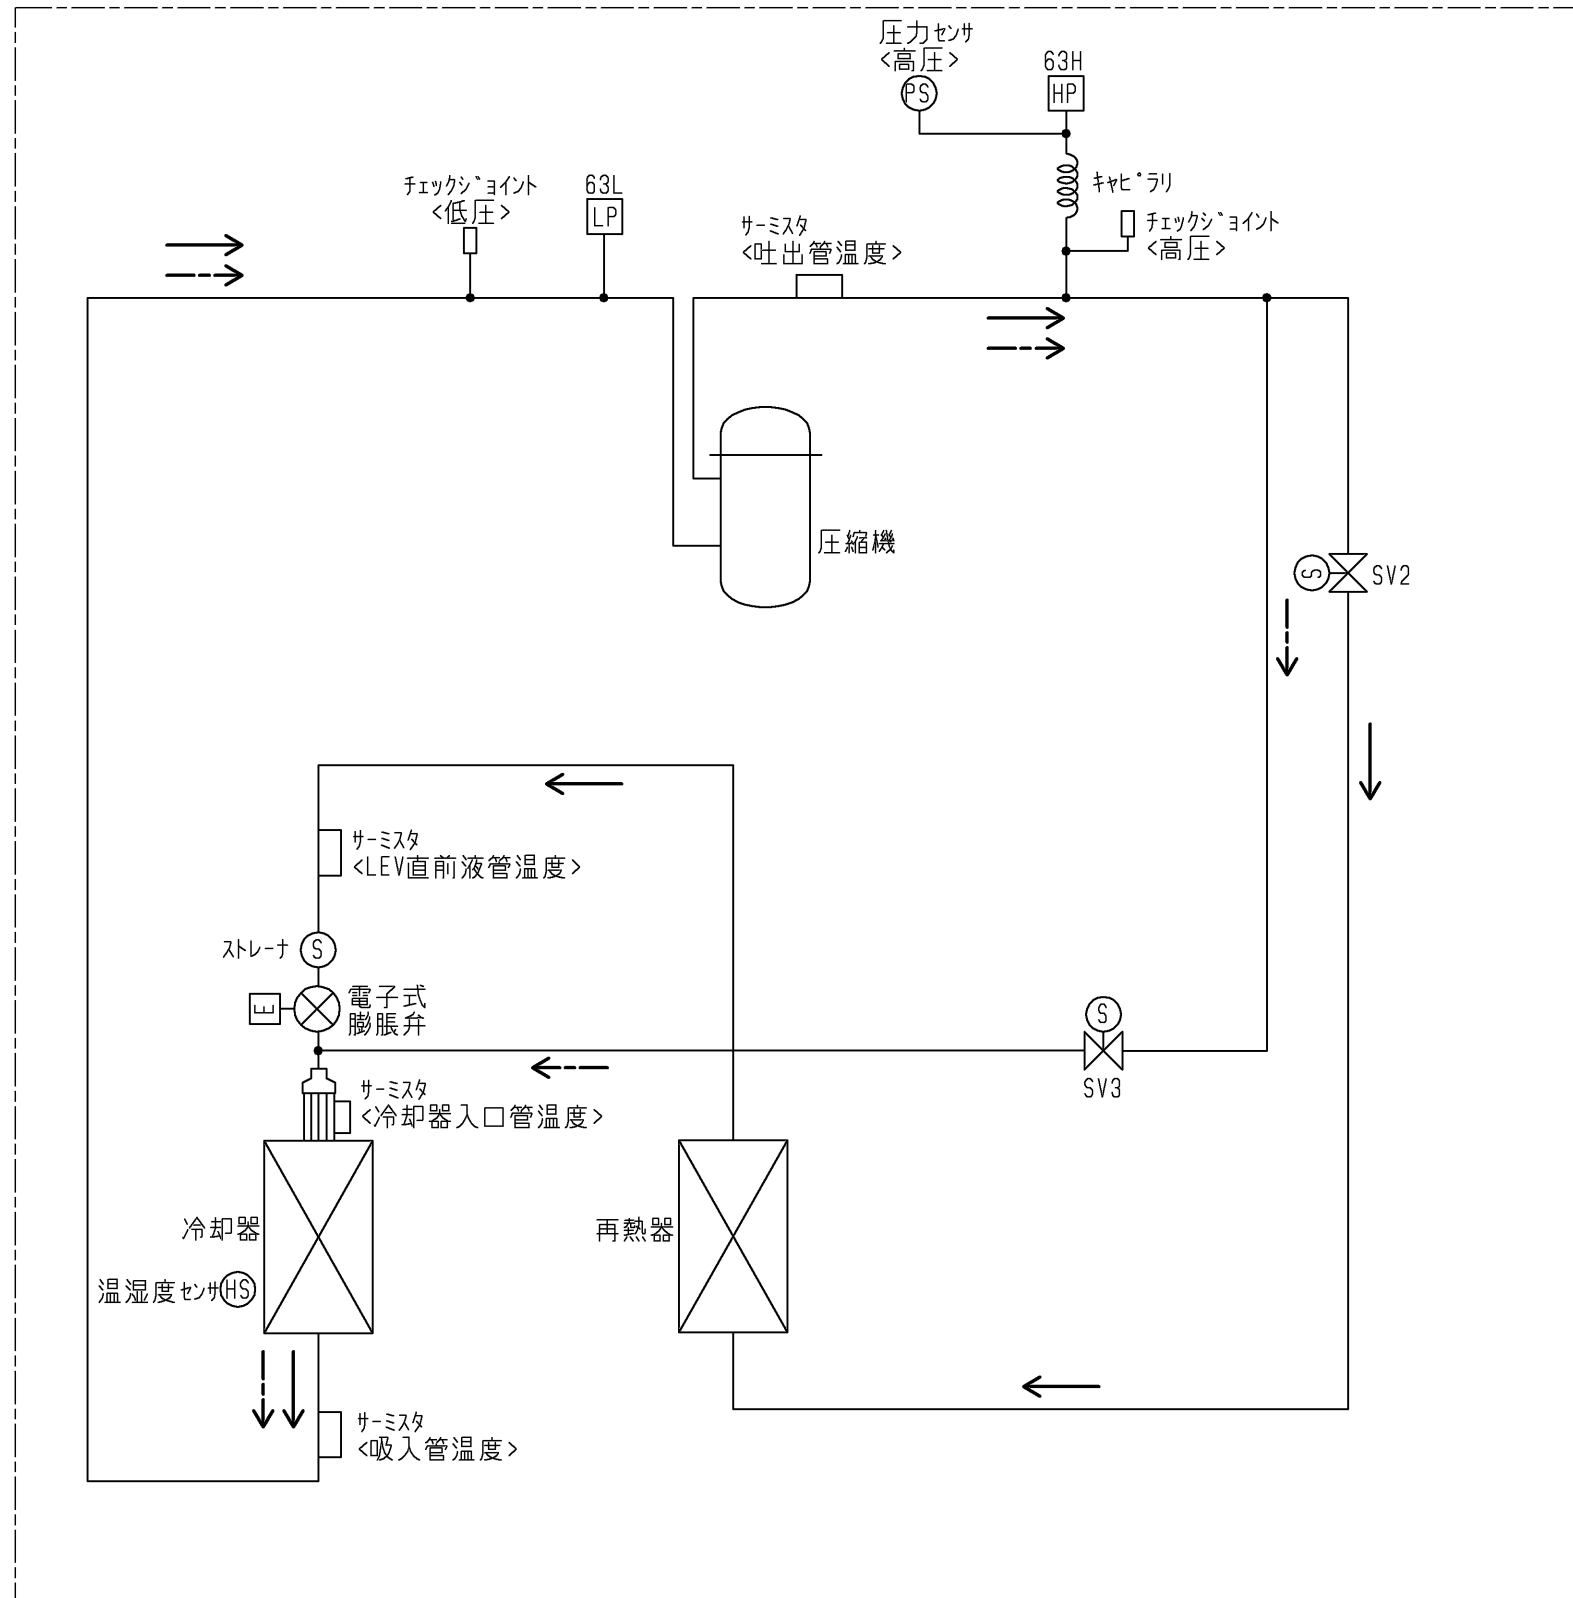 圧力センサ
<高圧>
PS
63H
HP
キャピラリ
チェックジョイント
<高圧>
チェックジョイント
<低圧>
63L
LP
サーミスタ
<吐出管温度>
圧縮機
S
SV2
サーミスタ
<LEV直前液管温度>
ストレーナ
S
E
電子式
膨脹弁
S
SV3
サーミスタ
<冷却器入口管温度>
冷却器
再熱器
温湿度センサ
HS
サーミスタ
<吸入管温度>